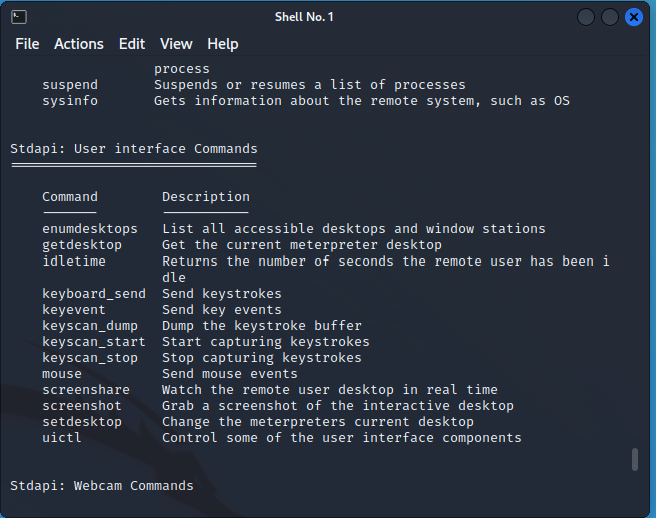 Shell No. 1
File Actions Edit View Help
process
suspend Suspends or resumes a list of processes
sysinfo Gets information about the remote system, such as OS
Stdapi: User interface Commands
===============================
Command Description
------- -----------
enumdesktops List all accessible desktops and window stations
getdesktop Get the current meterpreter desktop
idletime Returns the number of seconds the remote user has been i
dle
keyboard_send Send keystrokes
keyevent Send key events
keyscan_dump Dump the keystroke buffer
keyscan_start Start capturing keystrokes
keyscan_stop Stop capturing keystrokes
mouse Send mouse events
screenshare Watch the remote user desktop in real time
screenshot Grab a screenshot of the interactive desktop
setdesktop Change the meterpreters current desktop
uictl Control some of the user interface components
Stdapi: Webcam Commands